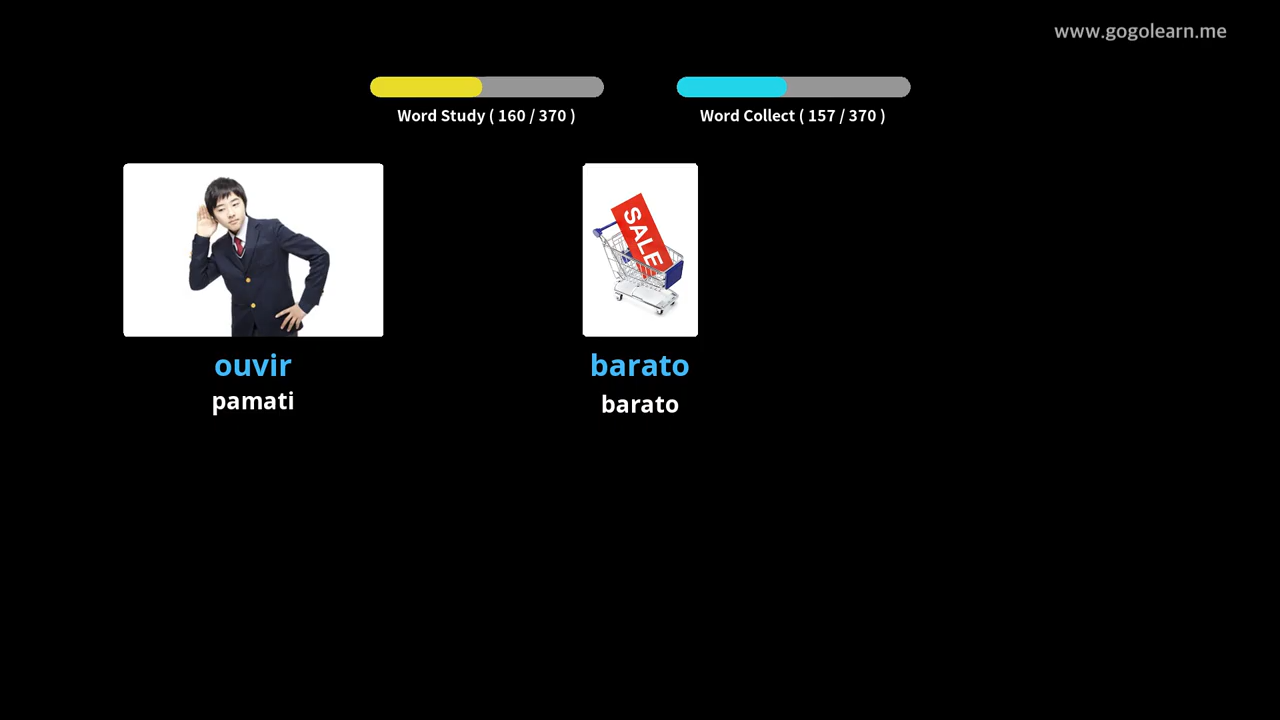 www.gogolearn.me
Word Study ( 160 / 370 )
Word Collect ( 157 / 370 )
SALE
ouvir
pamati
barato
barato